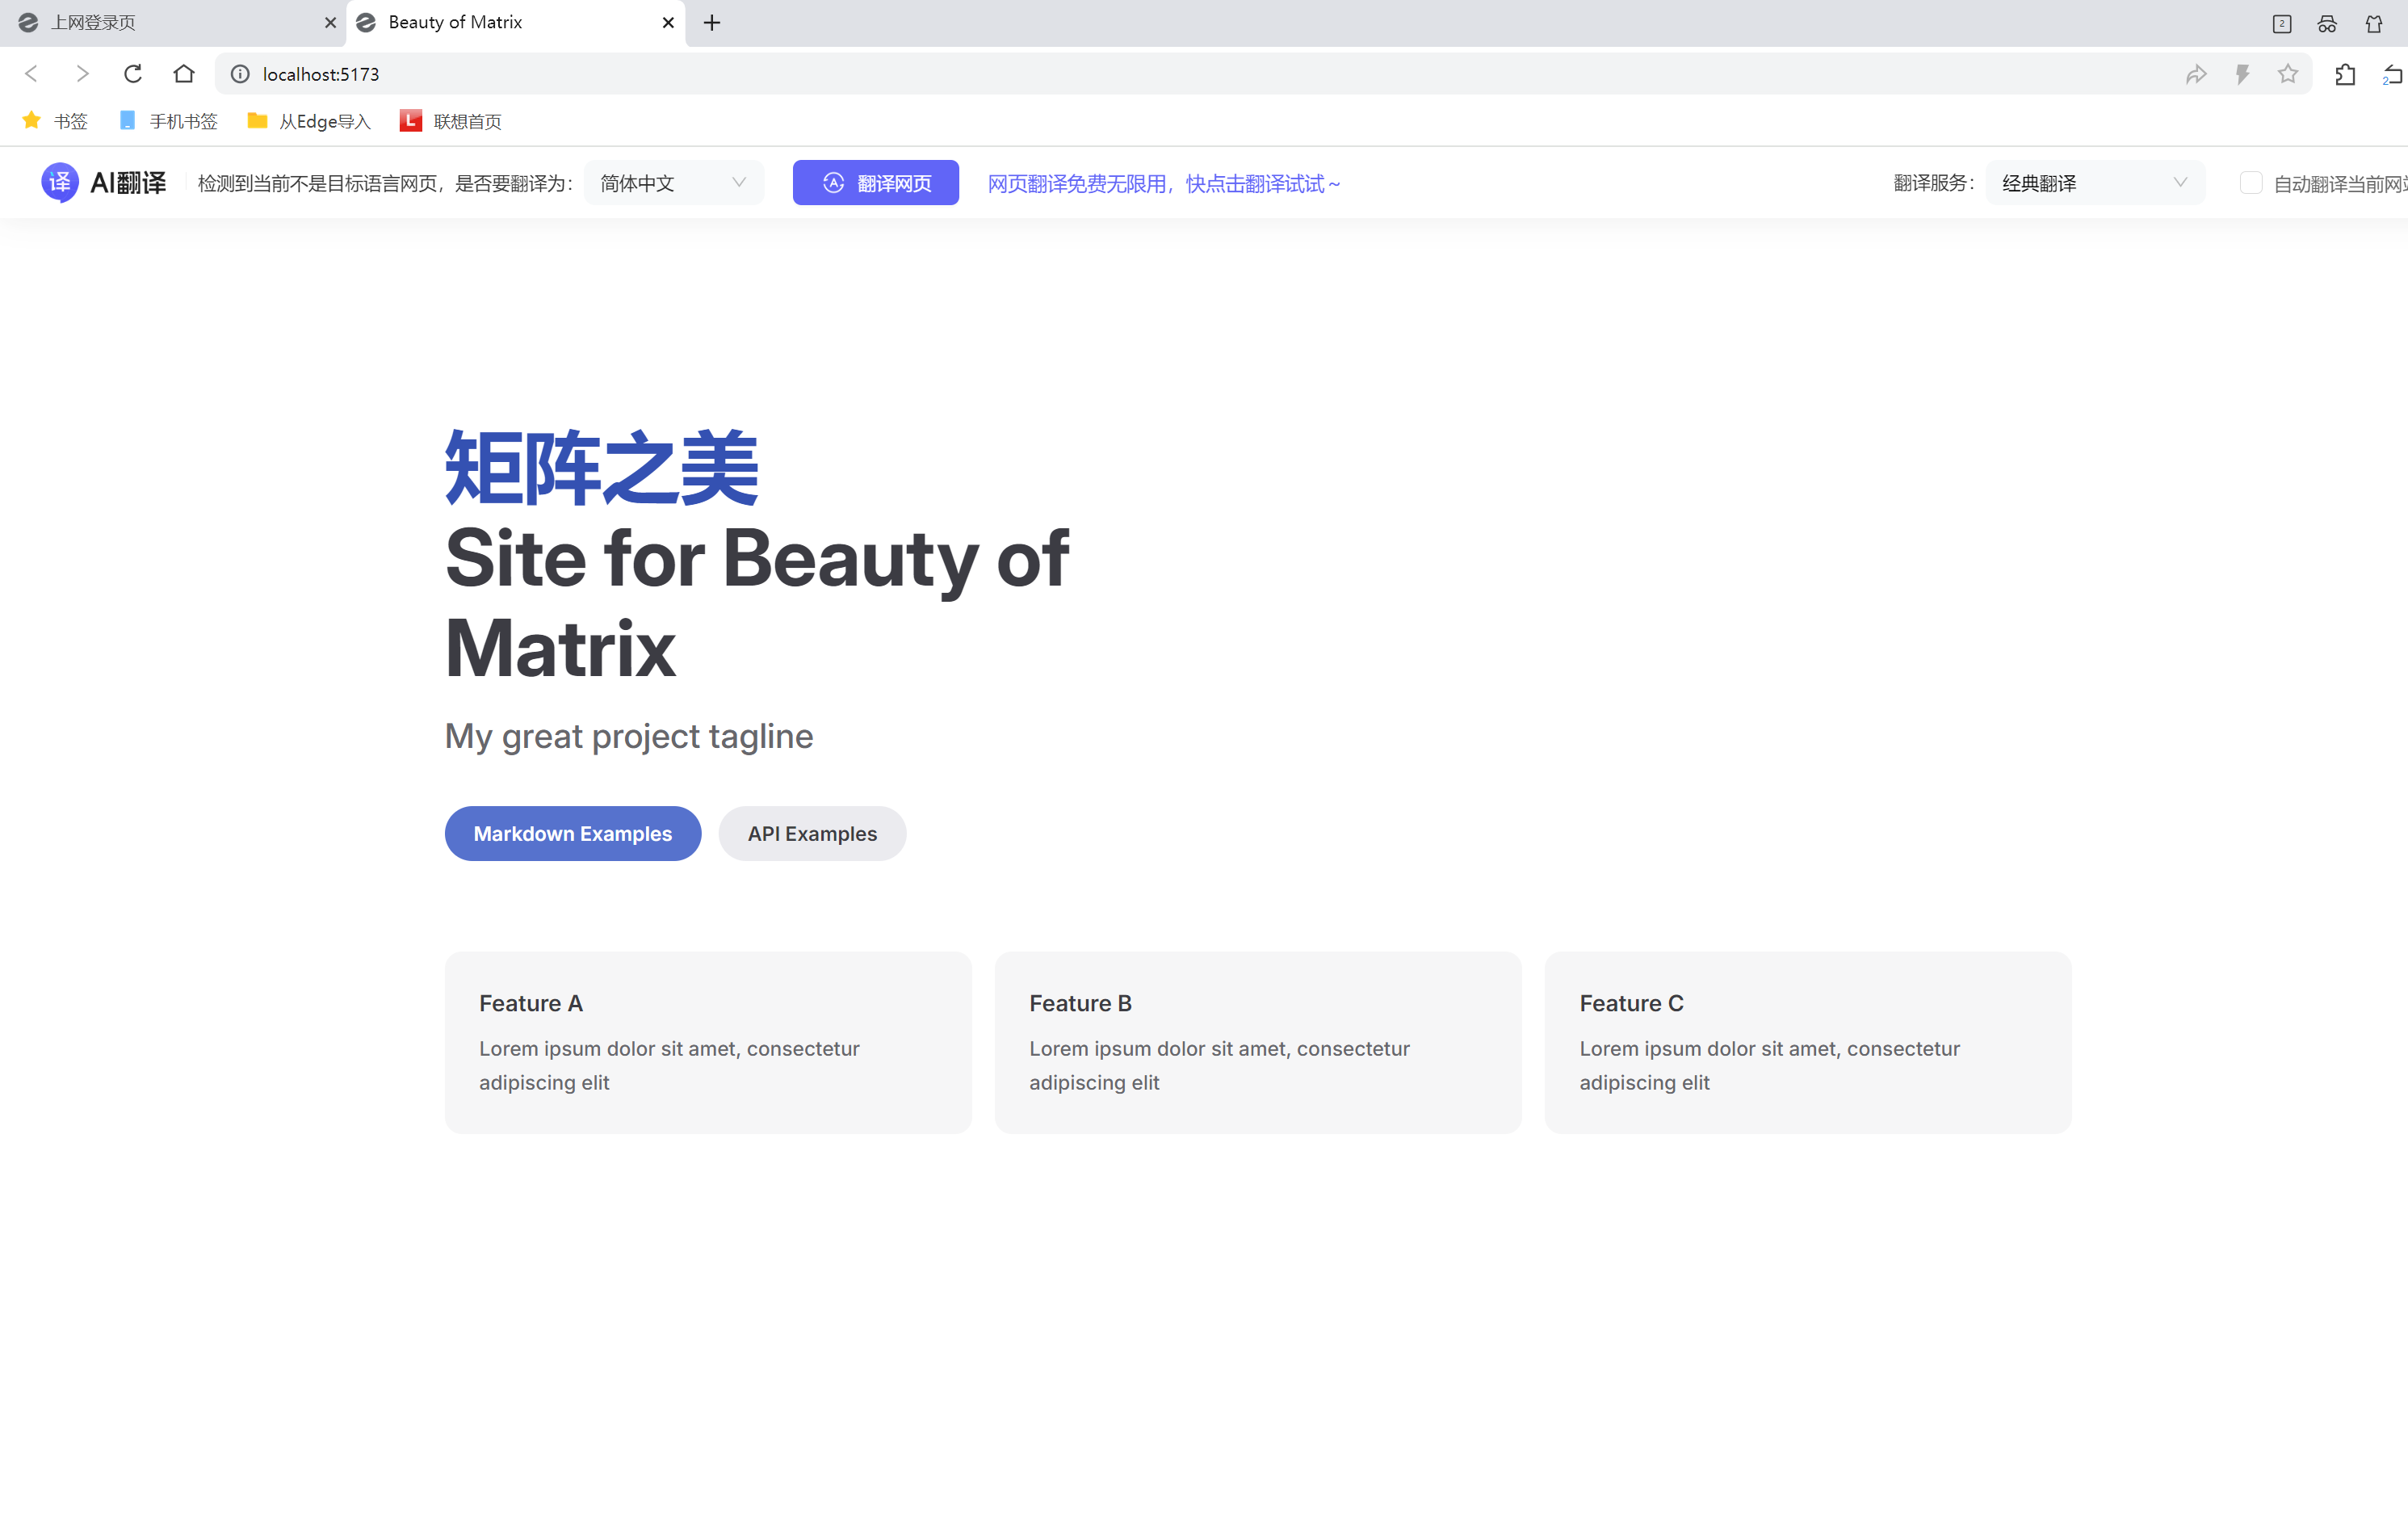 上网登录页
Beauty of Matrix
2
localhost:5173
2
书签
手机书签
从Edge导入
L
联想首页
译
AI翻译
检测到当前不是目标语言网页，是否要翻译为：
简体中文
A
翻译网页
网页翻译免费无限用，快点击翻译试试～
翻译服务：
经典翻译
自动翻译当前网
矩阵之美
Site for Beauty of
Matrix
My great project tagline
Markdown Examples
API Examples
Feature A
Lorem ipsum dolor sit amet, consectetur
adipiscing elit
Feature B
Lorem ipsum dolor sit amet, consectetur
adipiscing elit
Feature C
Lorem ipsum dolor sit amet, consectetur
adipiscing elit